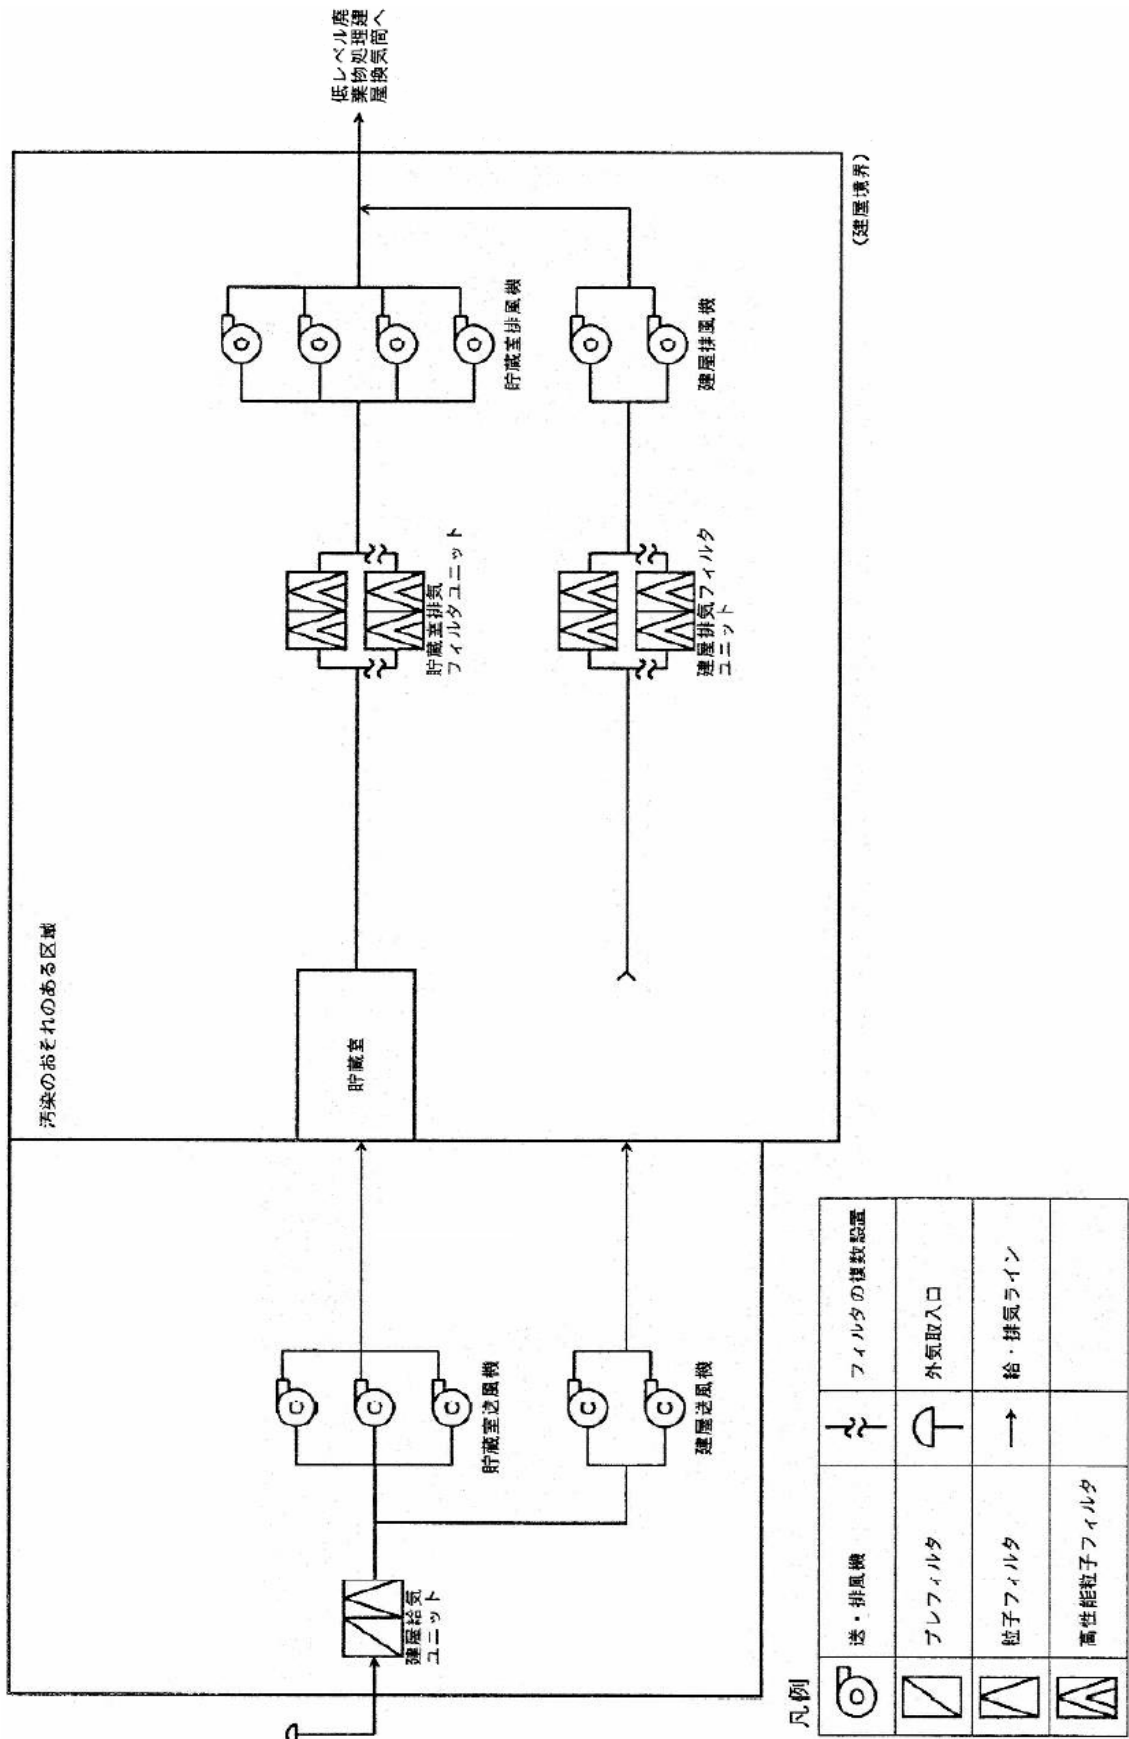 低レベル廃
棄物処理建
屋換気筒へ
(建屋境界)
汚染のおそれのある区域
貯蔵室排風機
建屋排風機
貯蔵室排気
フィルタユニット
建屋排気フィルタ
ユニット
貯蔵室
C
C
C
貯蔵室送風機
C
C
建屋送風機
建屋給気
ユニット
凡例
送・排風機
フィルタの複数設置
プレフィルタ
外気取入口
粒子フィルタ
給・排気ライン
高性能粒子フィルタ